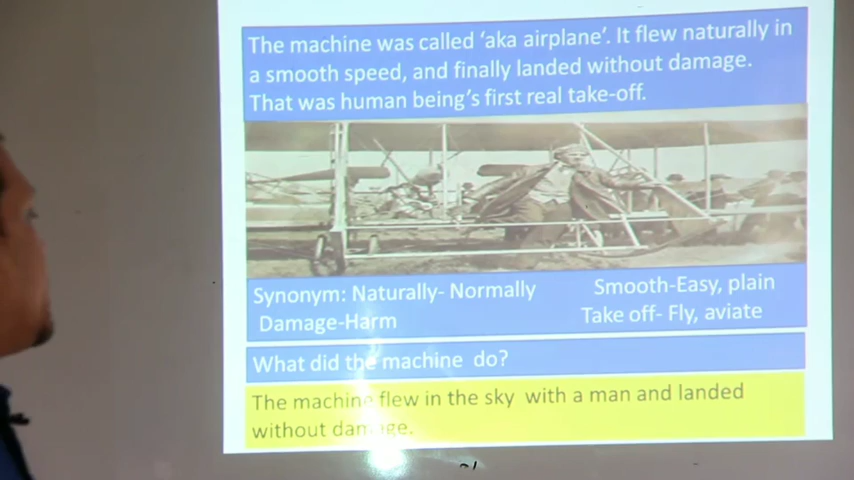 The machine was called ‘aka airplane’. It flew naturally in
a smooth speed, and finally landed without damage.
That was human being’s first real take-off.
Synonym: Naturally- Normally Smooth-Easy, plain
Damage-Harm Take off- Fly, aviate
What did the machine do?
The machine flew in the sky with a man and landed
without damage.